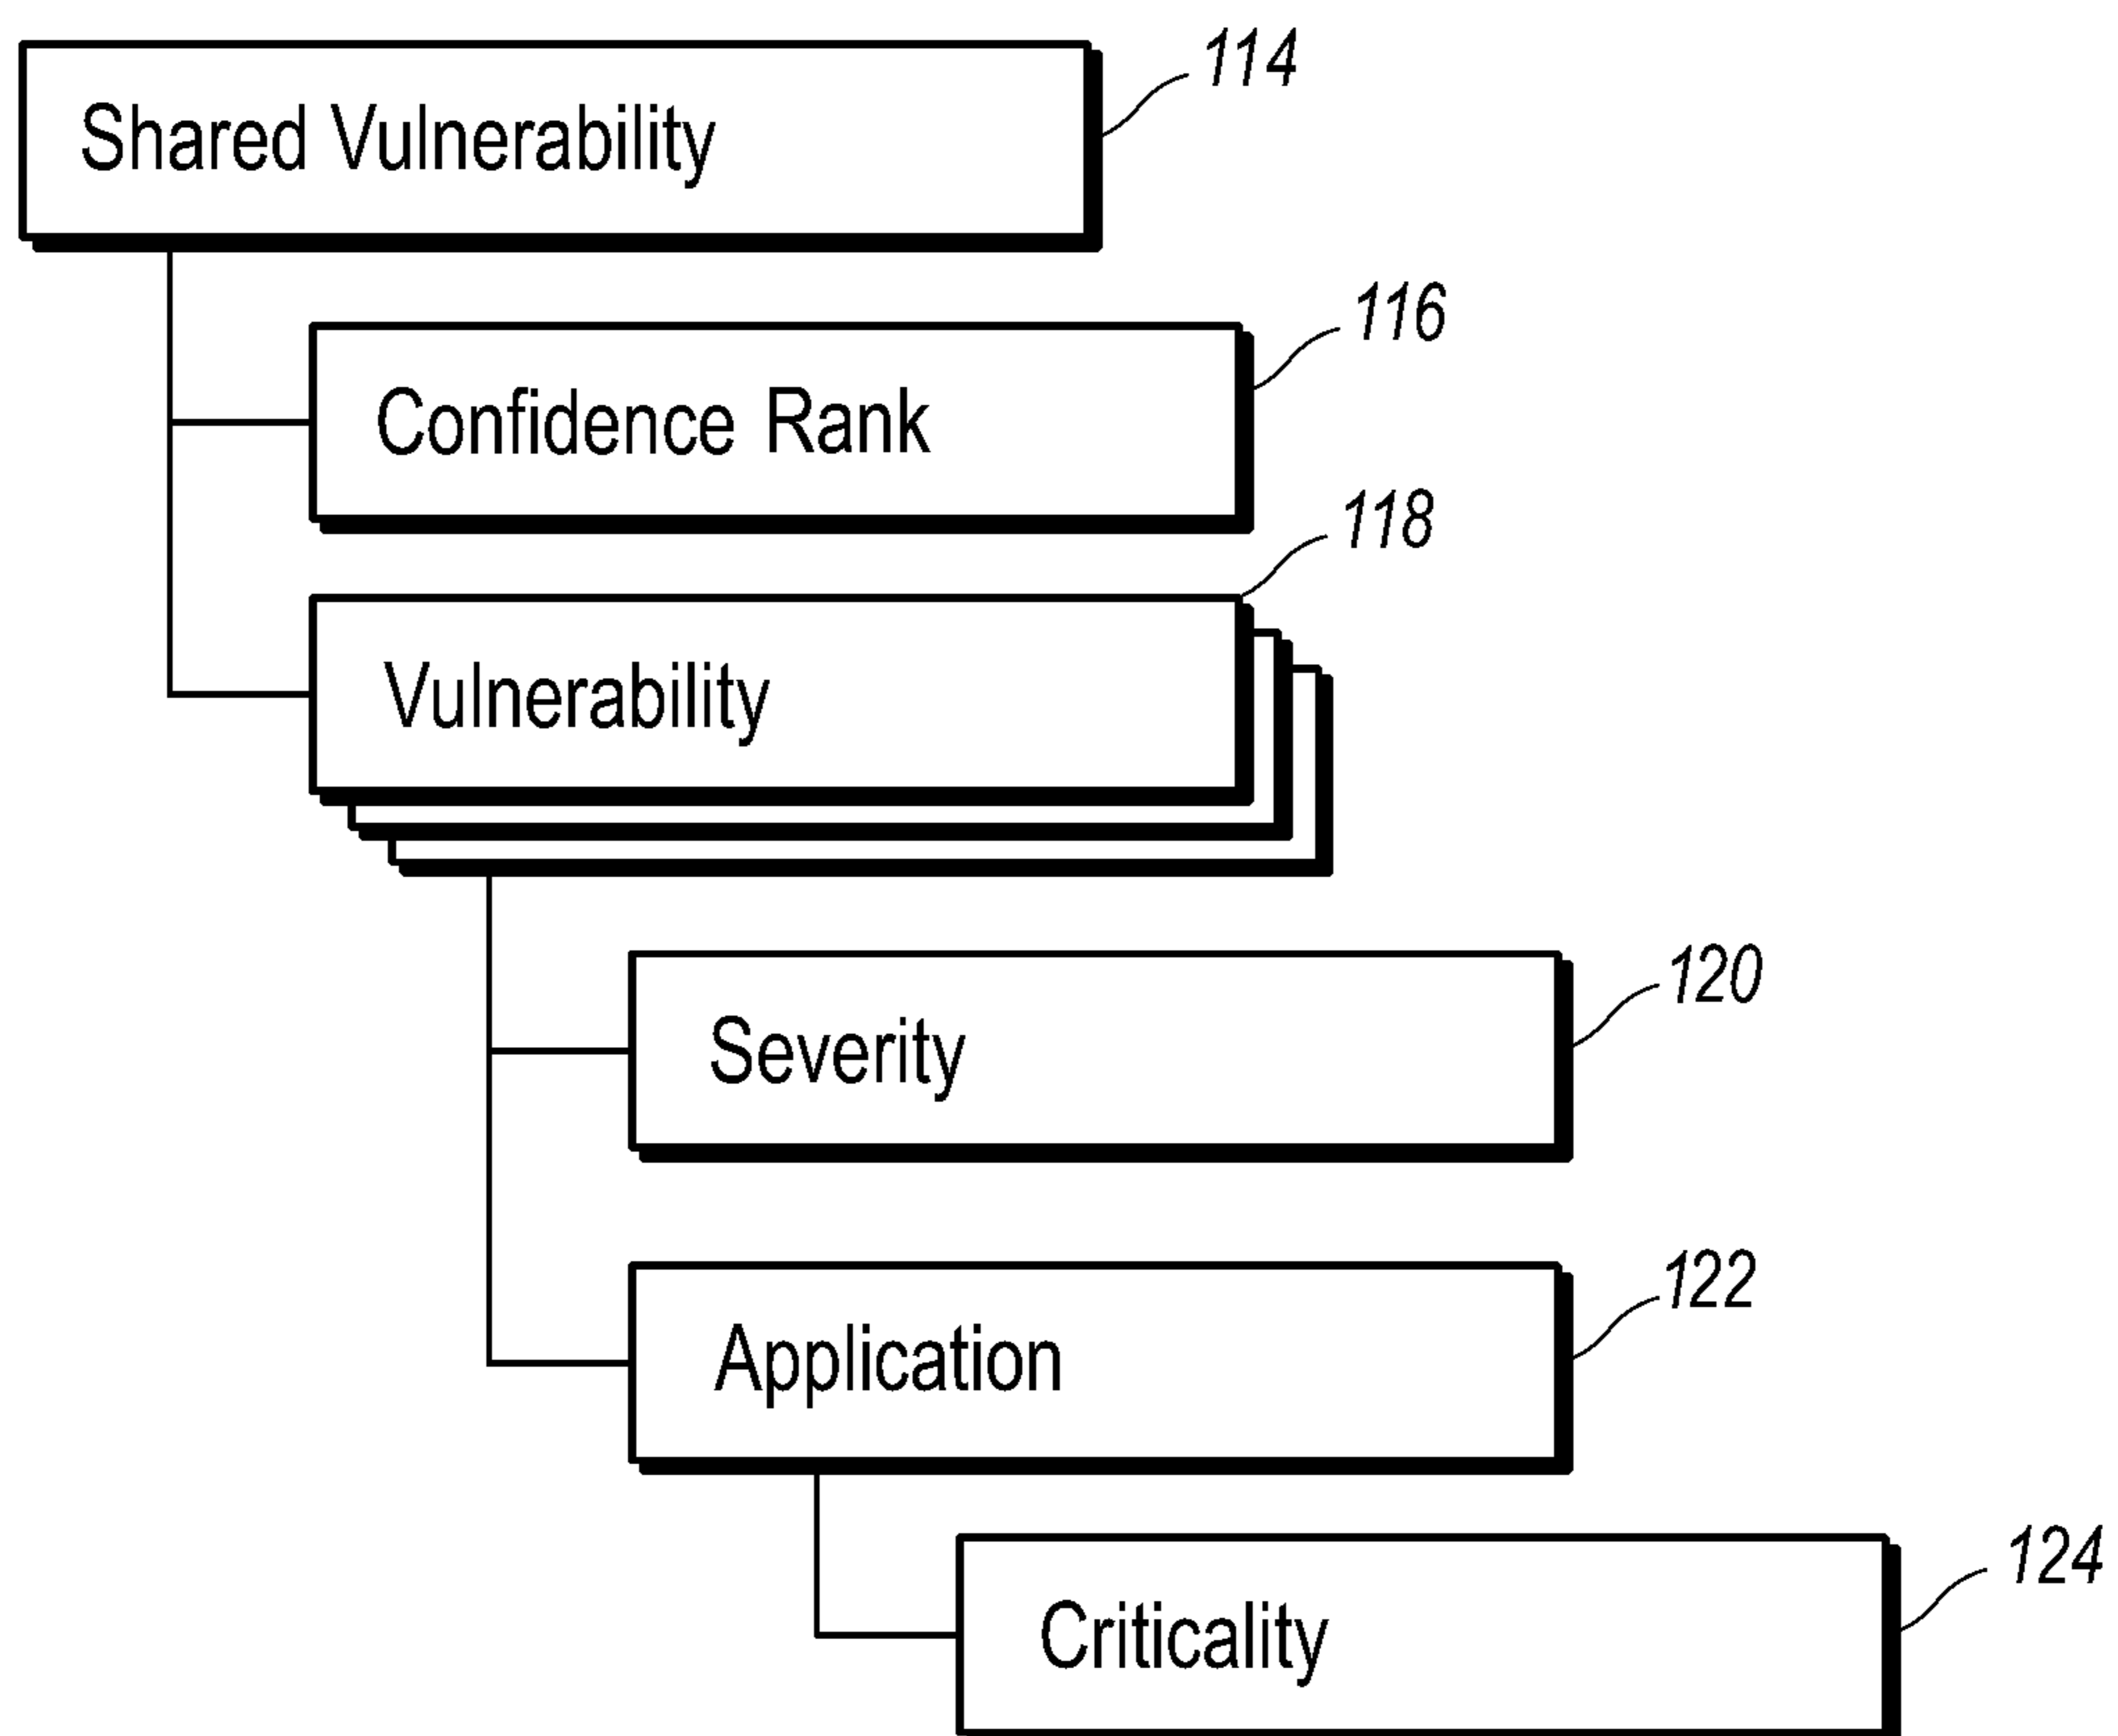 114
Shared Vulnerability
116
Confidence Rank
118
Vulnerability
120
Severity
122
Application
124
Criticality